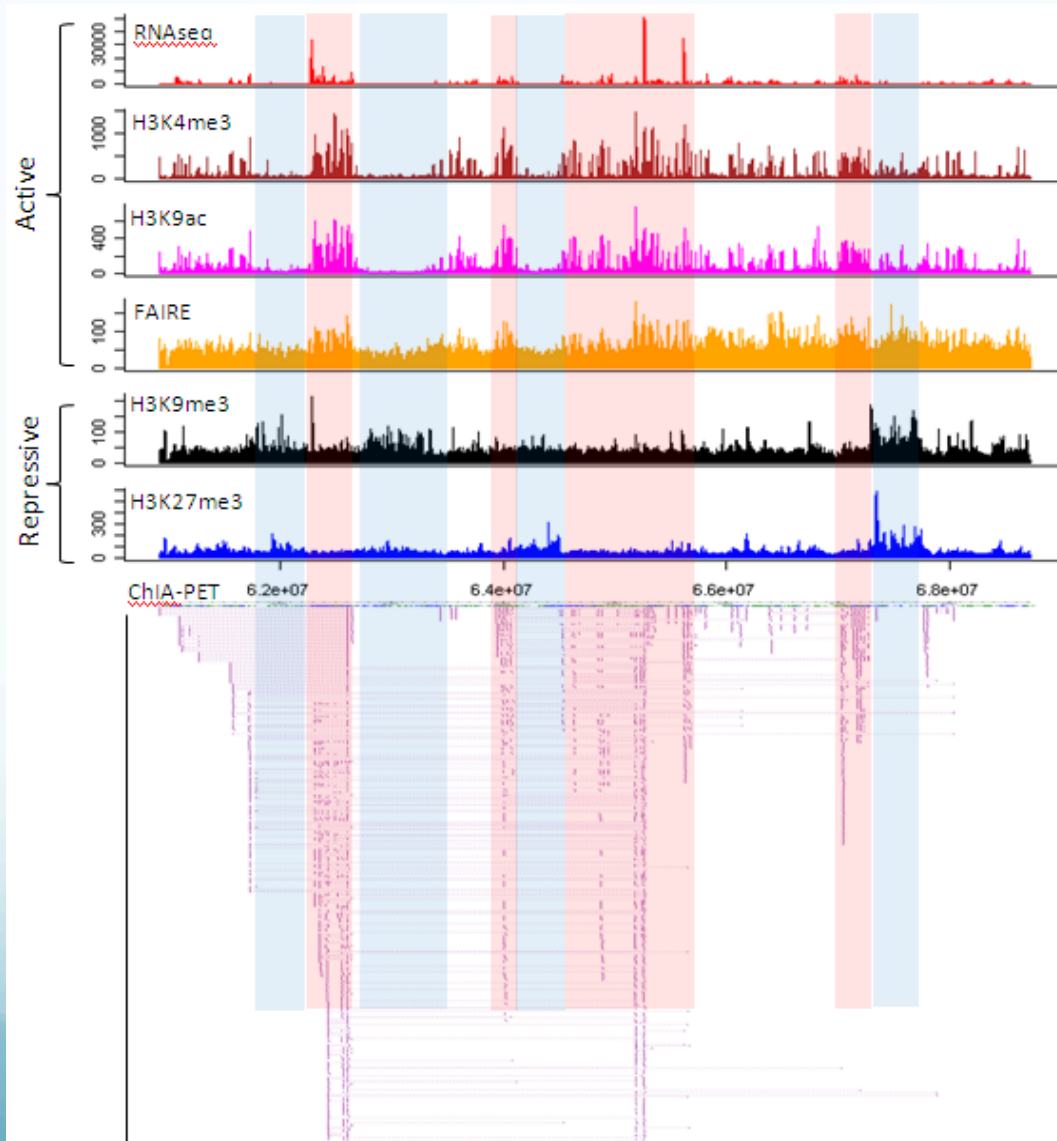 Active
RNAseq
0
30000
H3K4me3
0
1000
H3K9ac
0
400
FAIRE
0
100
Repressive
H3K9me3
0
100
H3K27me3
0
300
ChIA-PET
6.2e+07 6.4e+07 6.6e+07 6.8e+07